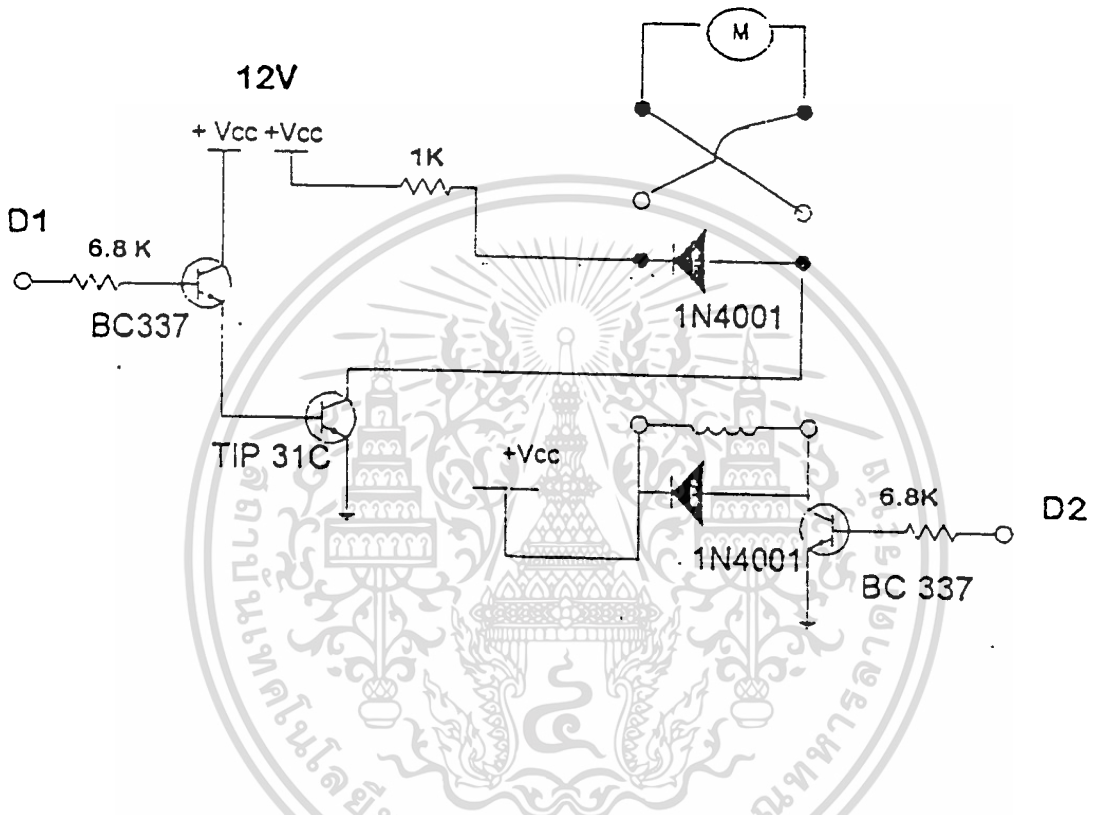 M
12V
+ Vcc +Vcc
1K
D1
6.8 K
BC337
1N4001
TIP 31C
+Vcc
6.8K
D2
1N4001
BC 337